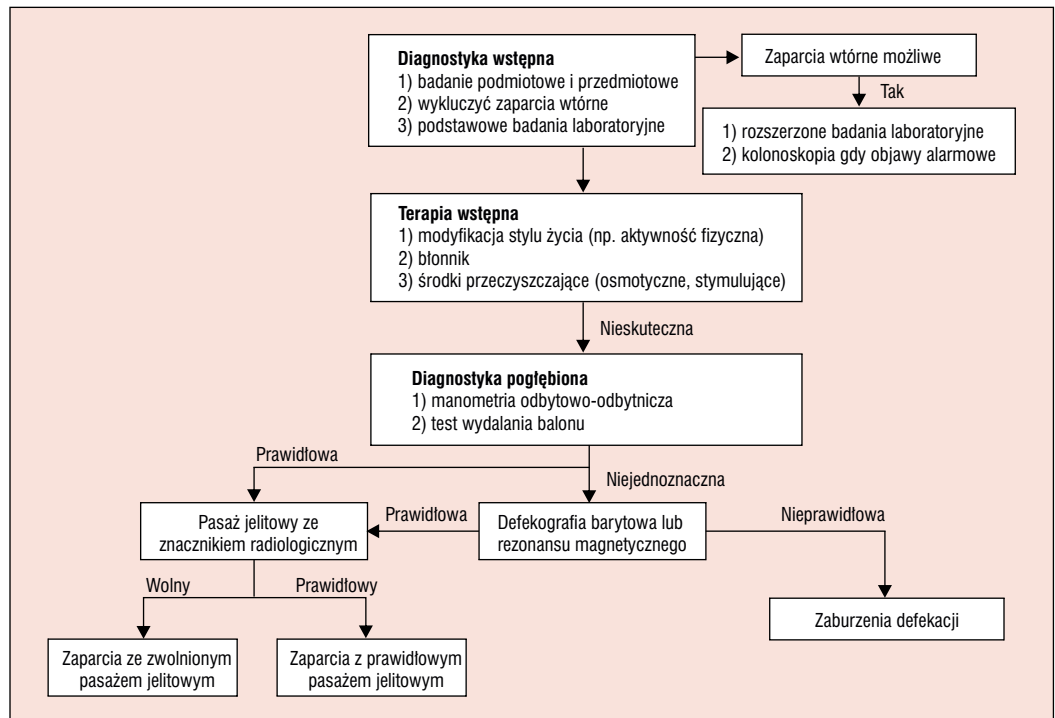 Diagnostyka wstępna
1) badanie podmiotowe i przedmiotowe
2) wykluczyć zaparcia wtórne
3) podstawowe badania laboratoryjne
Zaparcia wtórne możliwe
Tak
1) rozszerzone badania laboratoryjne
2) kolonoskopia gdy objawy alarmowe
Terapia wstępna
1) modyfikacja stylu życia (np. aktywność fizyczna)
2) błonnik
3) środki przeczyszczające (osmotyczne, stymulujące)
Nieskuteczna
Diagnostyka pogłębiona
1) manometria odbytowo-odbytnicza
2) test wydalania balonu
Prawidłowa
Niejednoznaczna
Pasaż jelitowy ze
znacznikiem radiologicznym
Prawidłowa
Defekografia barytowa lub
rezonansu magnetycznego
Nieprawidłowa
Wolny
Prawidłowy
Zaburzenia defekacji
Zaparcia ze zwolnionym
pasażem jelitowym
Zaparcia z prawidłowym
pasażem jelitowym